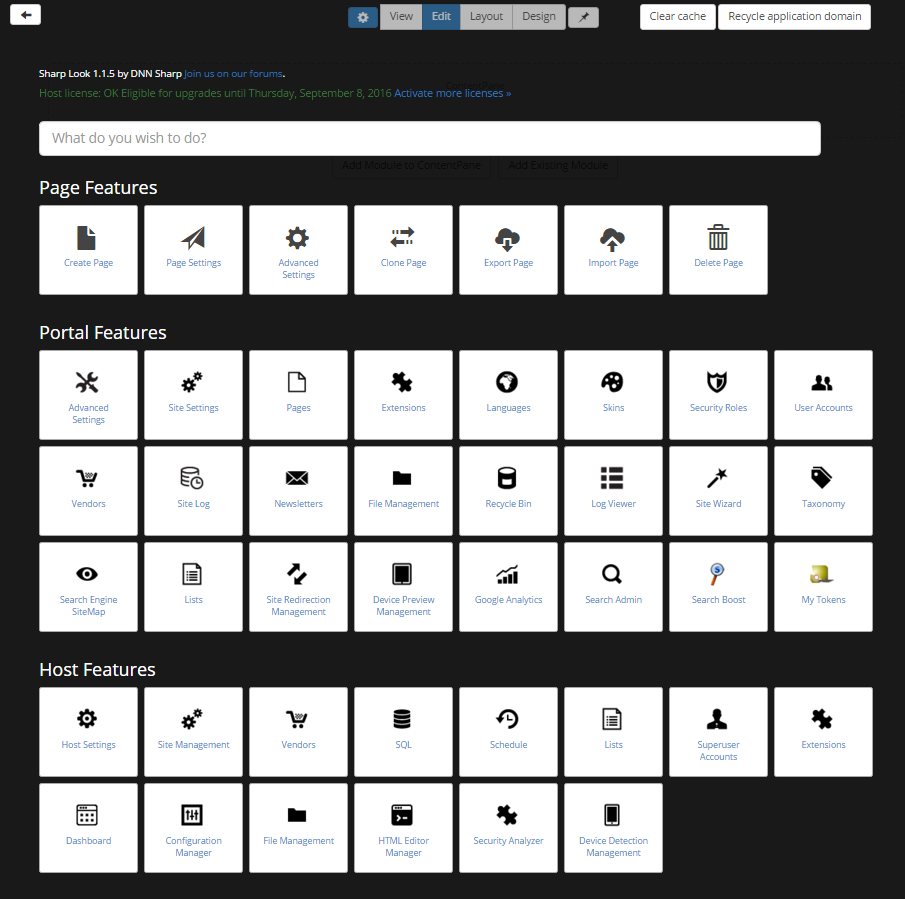 View Edit Layout Design Clear cache Recycle application domain
Sharp Look 1.1.5 by DNN Sharp Join us on our forums.
Host license: OK Eligible for upgrades until Thursday, September 8, 2016 Activate more licenses »
What do you wish to do?
Add Module to ContentPane Add Existing Module
Page Features
Create Page
Page Settings
Advanced
Settings
Clone Page
Export Page
Import Page
Delete Page
Portal Features
Advanced
Settings
Site Settings
Pages
Extensions
Languages
Skins
Security Roles
User Accounts
Vendors
Site Log
Newsletters
File Management
Recycle Bin
Log Viewer
Site Wizard
Taxonomy
Search Engine
SiteMap
Lists
Site Redirection
Management
Device Preview
Management
Google Analytics
Search Admin
Search Boost
My Tokens
Host Features
Host Settings
Site Management
Vendors
SQL
Schedule
Lists
Superuser
Accounts
Extensions
Dashboard
Configuration
Manager
File Management
HTML Editor
Manager
Security Analyzer
Device Detection
Management